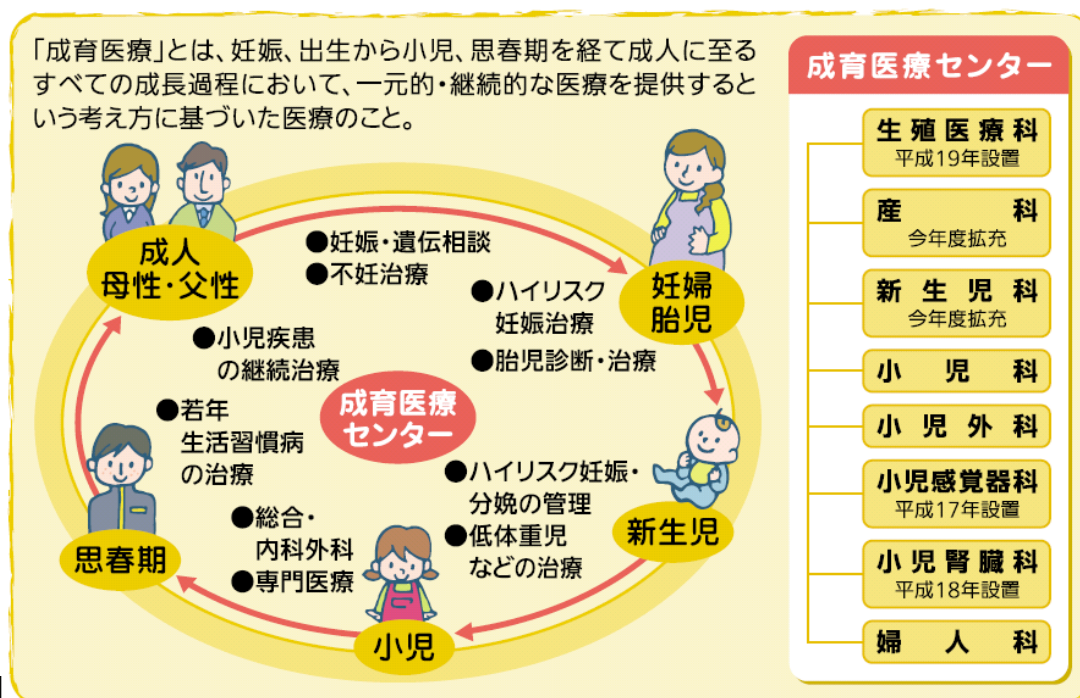 「成育医療」とは、妊娠、出生から小児、思春期を経て成人に至る
すべての成長過程において、一元的・継続的な医療を提供すると
いう考え方に基づいた医療のこと。
成人
母性・父性
●妊娠・遺伝相談
●不妊治療
妊婦
胎児
●ハイリスク
妊娠治療
●胎児診断・治療
●小児疾患
の継続治療
成育医療
センター
●若年
生活習慣病
の治療
●ハイリスク妊娠・
分娩の管理
●低体重児
などの治療
新生児
●総合・
内科外科
●専門医療
思春期
小児
成育医療センター
生殖医療科
平成19年設置
産科
今年度拡充
新生児科
今年度拡充
小児科
小児外科
小児感覚器科
平成17年設置
小児腎臓科
平成18年設置
婦人科